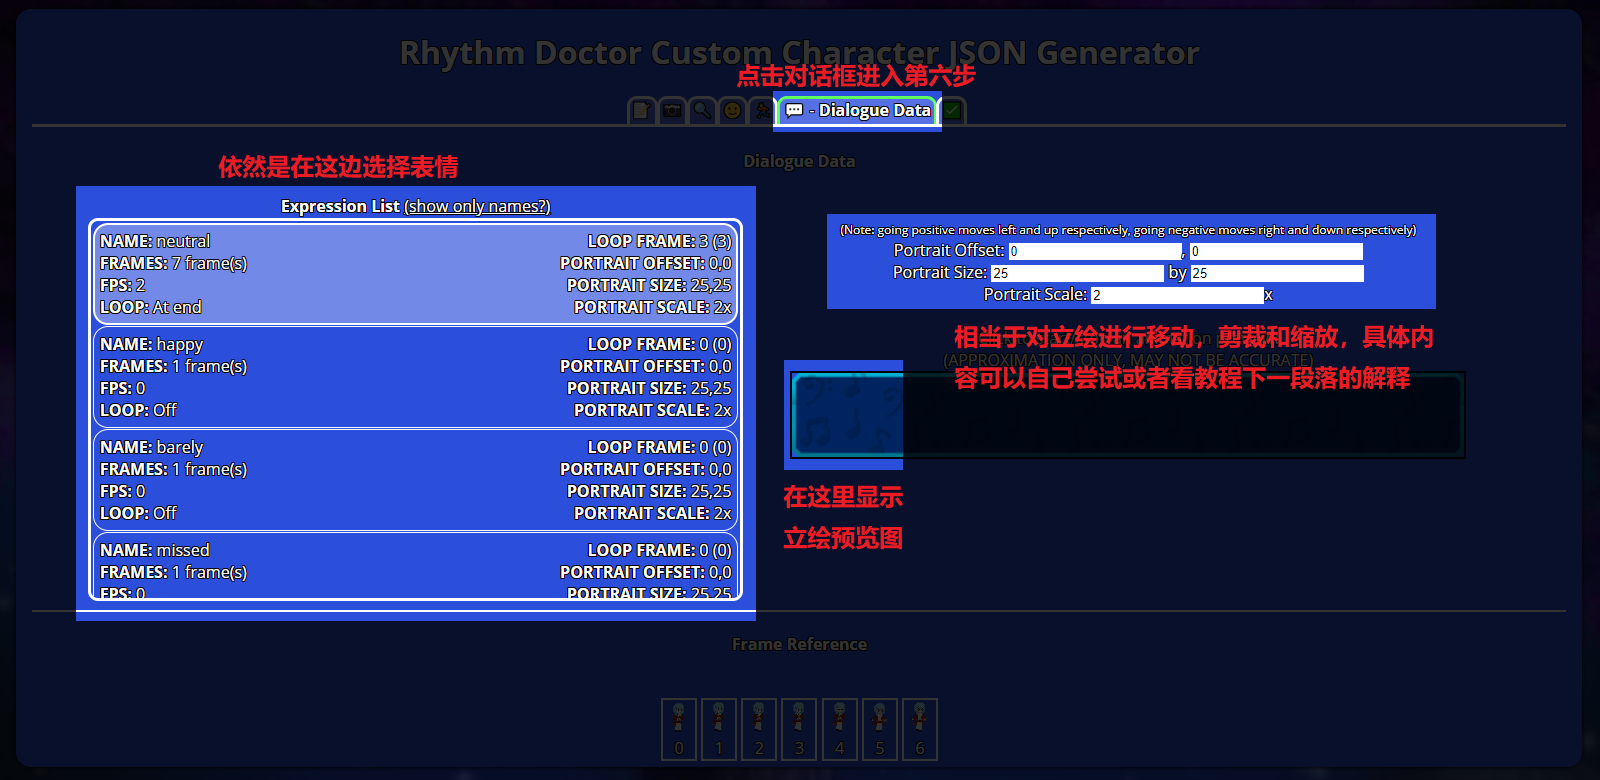 Rhythm Doctor Custom Character JSON Generator
点击对话框进入第六步
- Dialogue Data
Dialogue Data
依然是在这边选择表情
Expression List (show only names?)
NAME: neutral LOOP FRAME: 3 (3)
FRAMES: 7 frame(s) PORTRAIT OFFSET: 0,0
FPS: 2 PORTRAIT SIZE: 25,25
LOOP: At end PORTRAIT SCALE: 2x
NAME: happy LOOP FRAME: 0 (0)
FRAMES: 1 frame(s) PORTRAIT OFFSET: 0,0
FPS: 0 PORTRAIT SIZE: 25,25
LOOP: Off PORTRAIT SCALE: 2x
NAME: barely LOOP FRAME: 0 (0)
FRAMES: 1 frame(s) PORTRAIT OFFSET: 0,0
FPS: 0 PORTRAIT SIZE: 25,25
LOOP: Off PORTRAIT SCALE: 2x
NAME: missed LOOP FRAME: 0 (0)
FRAMES: 1 frame(s) PORTRAIT OFFSET: 0,0
FPS: 0 PORTRAIT SIZE: 25,25
(Note: going positive moves left and up respectively, going negative moves right and down respectively)
Portrait Offset: 0, 0
Portrait Size: 25 by 25
Portrait Scale: 2x
相当于对立绘进行移动，剪裁和缩放，具体内
(APPROXIMATION ONLY, MAY NOT BE ACCURATE)
容可以自己尝试或者看教程下一段落的解释
在这里显示
立绘预览图
Frame Reference
0 1 2 3 4 5 6